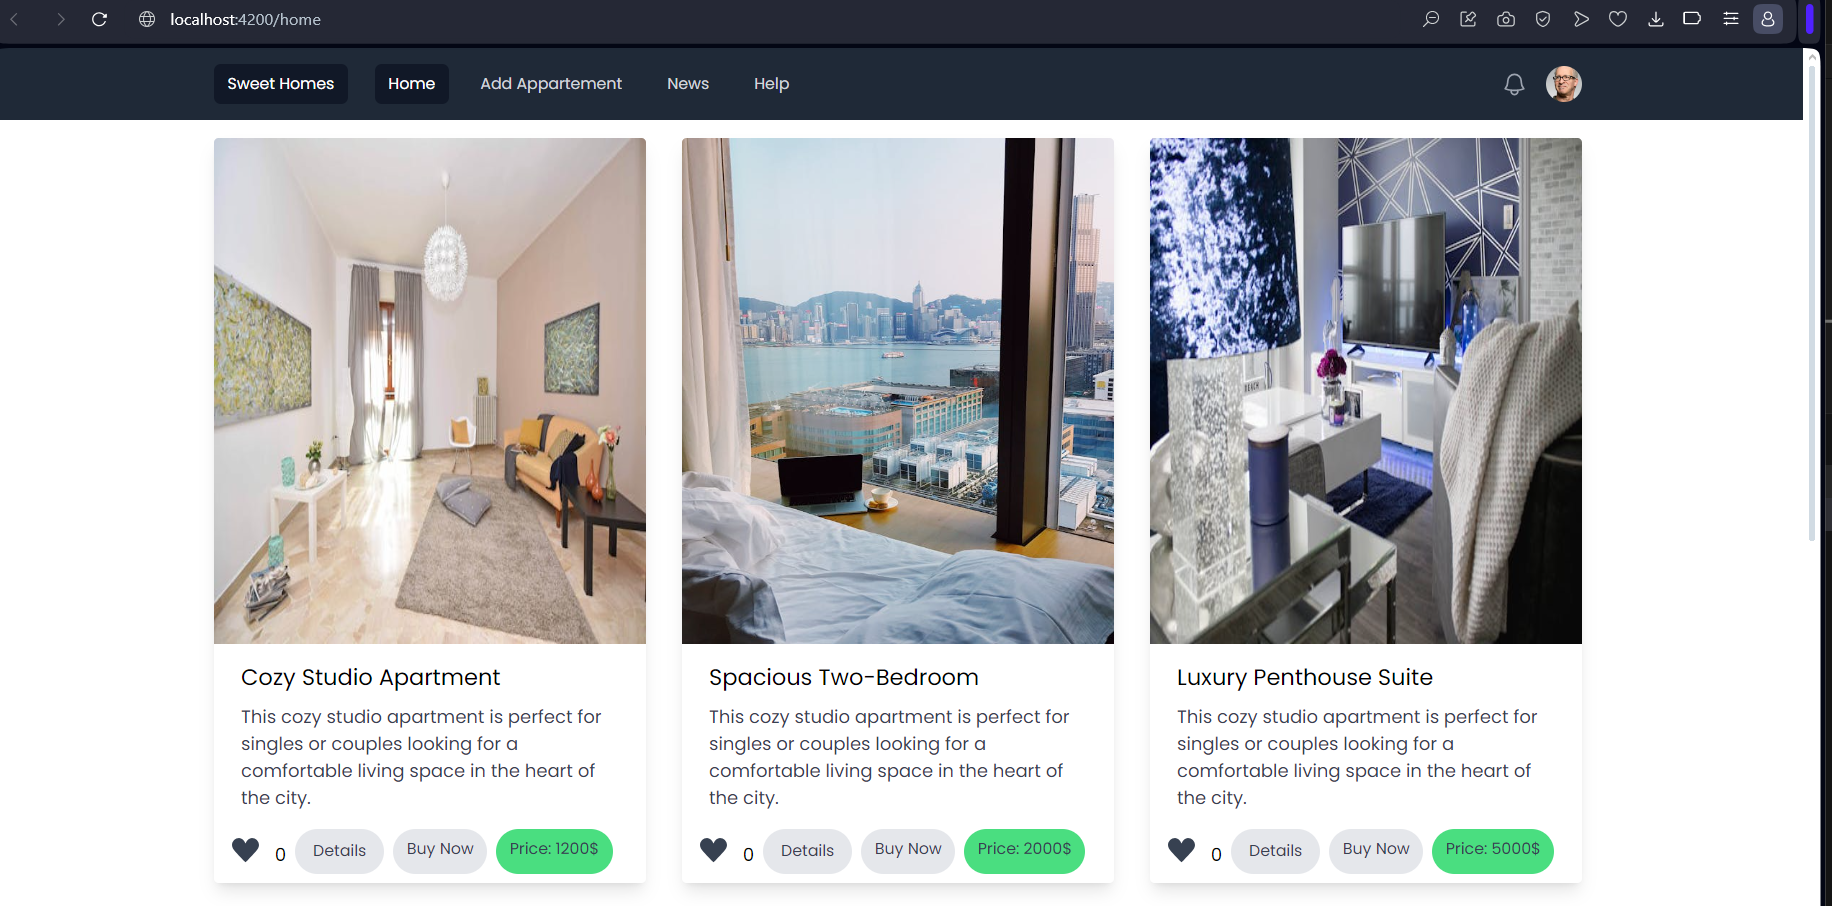 localhost:4200/home
Sweet Homes Home Add Appartement News Help
Cozy Studio Apartment
This cozy studio apartment is perfect for
singles or couples looking for a
comfortable living space in the heart of
the city.
0 Details Buy Now Price: 1200$
Spacious Two-Bedroom
This cozy studio apartment is perfect for
singles or couples looking for a
comfortable living space in the heart of
the city.
0 Details Buy Now Price: 2000$
Luxury Penthouse Suite
This cozy studio apartment is perfect for
singles or couples looking for a
comfortable living space in the heart of
the city.
0 Details Buy Now Price: 5000$